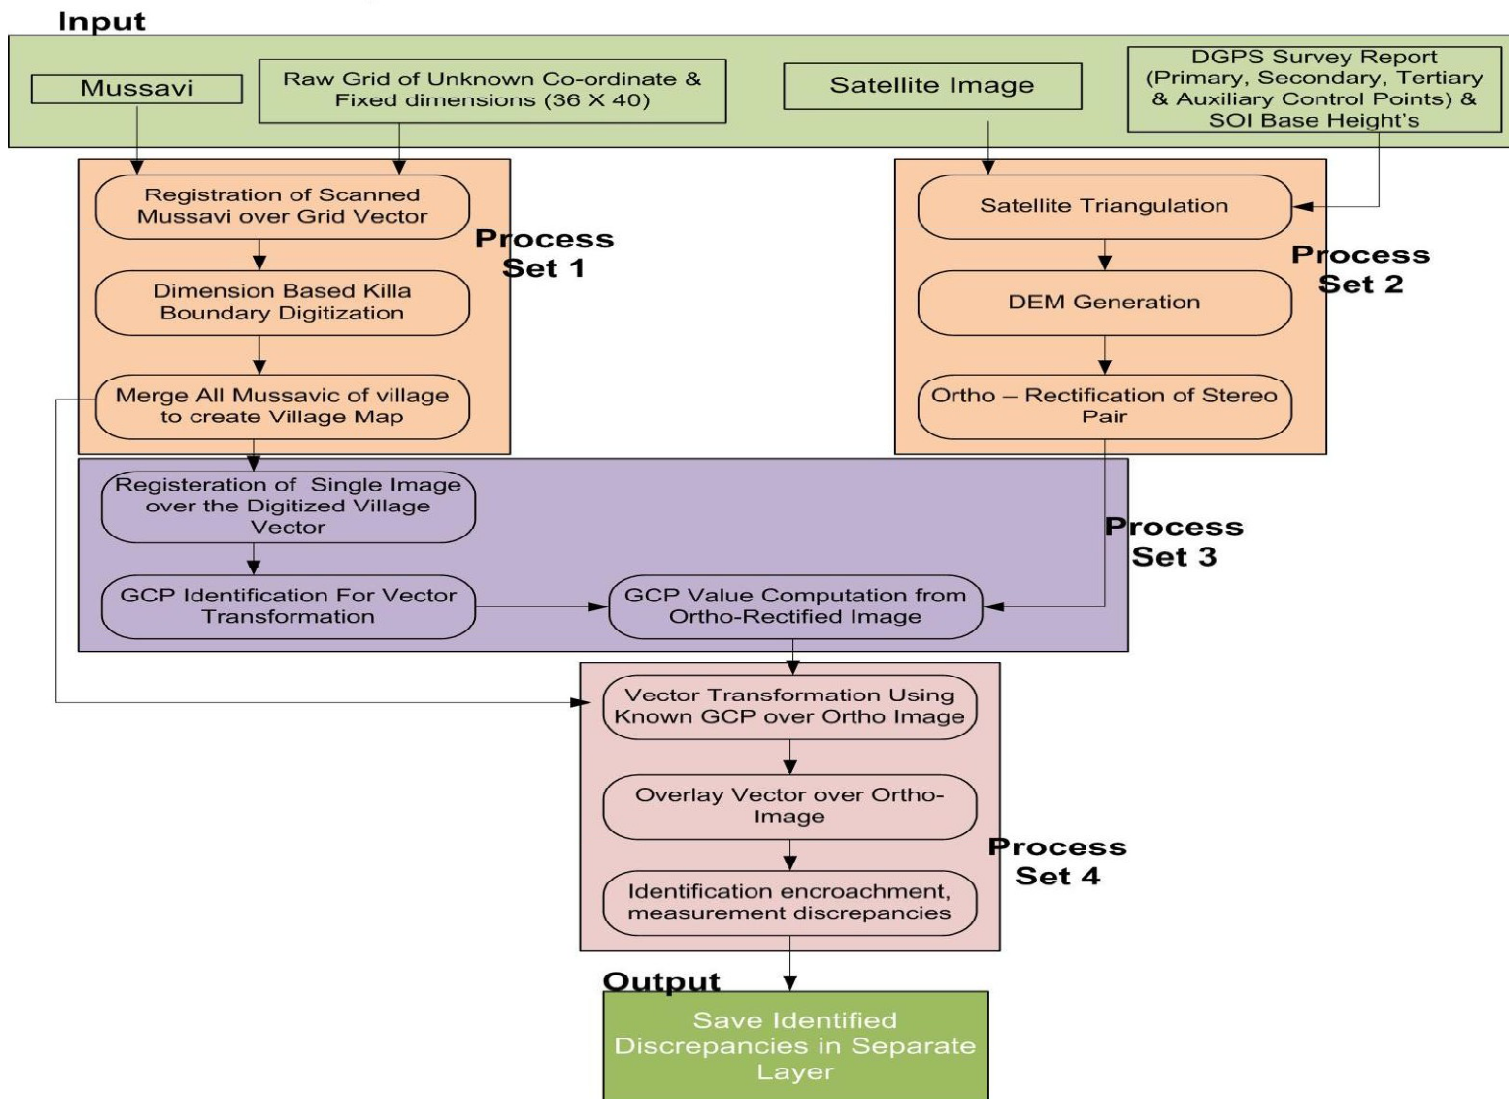 Input
Mussavi
Raw Grid of Unknown Co-ordinate &
Fixed dimensions (36 X 40)
Satellite Image
DGPS Survey Report
(Primary, Secondary, Tertiary
& Auxiliary Control Points) &
SOI Base Height's
Registration of Scanned
Mussavi over Grid Vector
Dimension Based Killa
Boundary Digitization
Merge All Mussavic of village
to create Village Map
Process
Set 1
Satellite Triangulation
DEM Generation
Ortho – Rectification of Stereo
Pair
Process
Set 2
Registeration of Single Image
over the Digitized Village
Vector
GCP Identification For Vector
Transformation
GCP Value Computation from
Ortho-Rectified Image
Process
Set 3
Vector Transformation Using
Known GCP over Ortho Image
Overlay Vector over Ortho-
Image
Identification encroachment,
measurement discrepancies
Process
Set 4
Output
Save Identified
Discrepancies in Separate
Layer